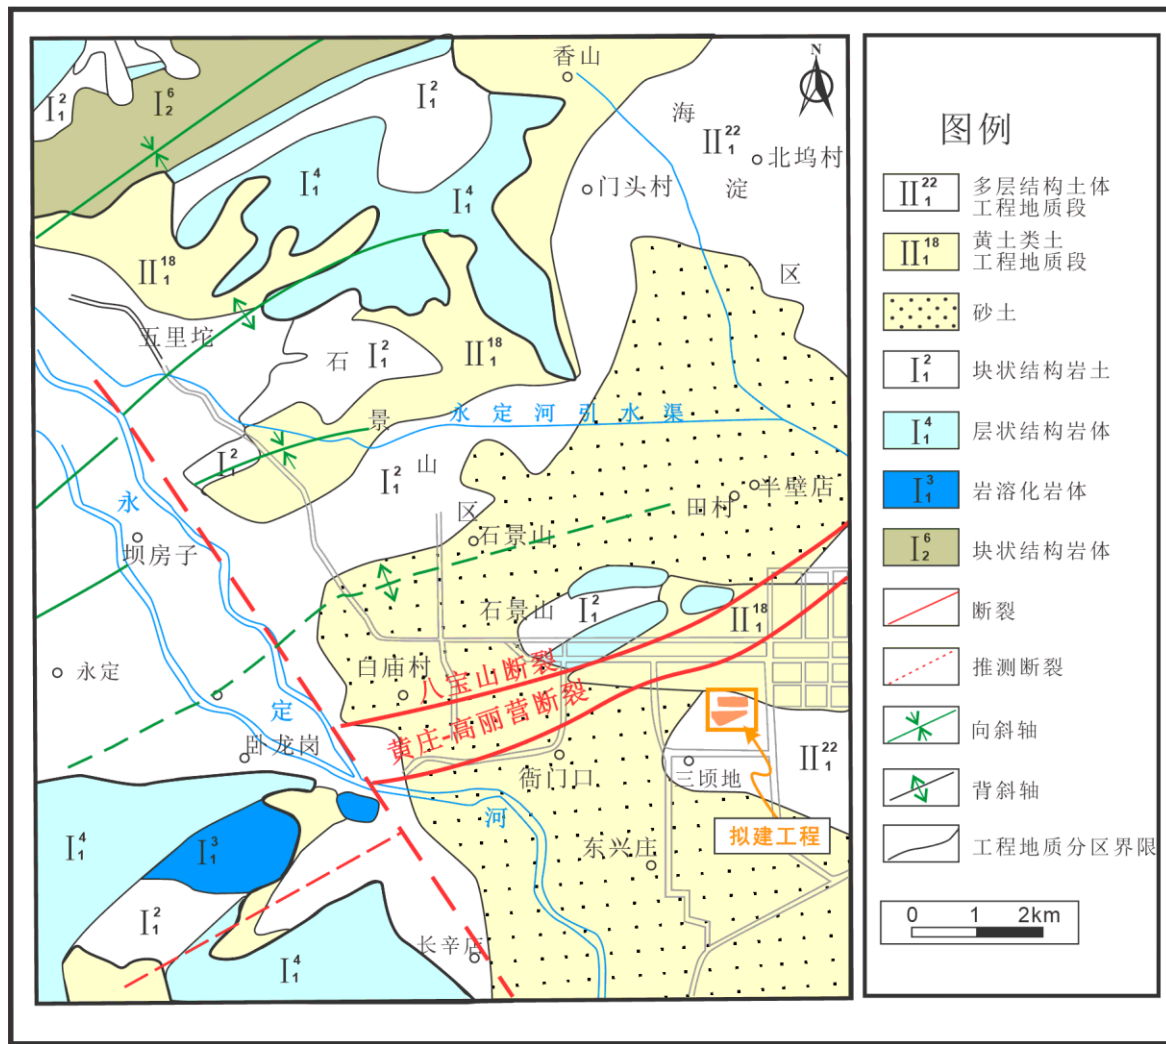 香山
N
I₁²
I₂⁶
I₁²
海
II₁²²
北坞村
淀
门头村
I₁⁴
I₁⁴
II₁¹⁸
区
五里坨
石
I₁²
II₁¹⁸
永定河引水渠
景
I₁²
I₁²
山
区
半壁店
田村
永
坝房子
石景山
石景山
I₁²
II₁¹⁸
永定
白庙村
八宝山断裂
定
黄庄-高丽营断裂
卧龙岗
衙门口
三顷地
II₁²²
河
拟建工程
I₁⁴
I₁³
东兴庄
I₁²
长辛店
I₁⁴
图例
II₁²²
多层结构土体
工程地质段
II₁¹⁸
黄土类土
工程地质段
砂土
I₁²
块状结构岩土
I₁⁴
层状结构岩体
I₁³
岩溶化岩体
I₂⁶
块状结构岩体
断裂
推测断裂
向斜轴
背斜轴
工程地质分区界限
0 1 2km